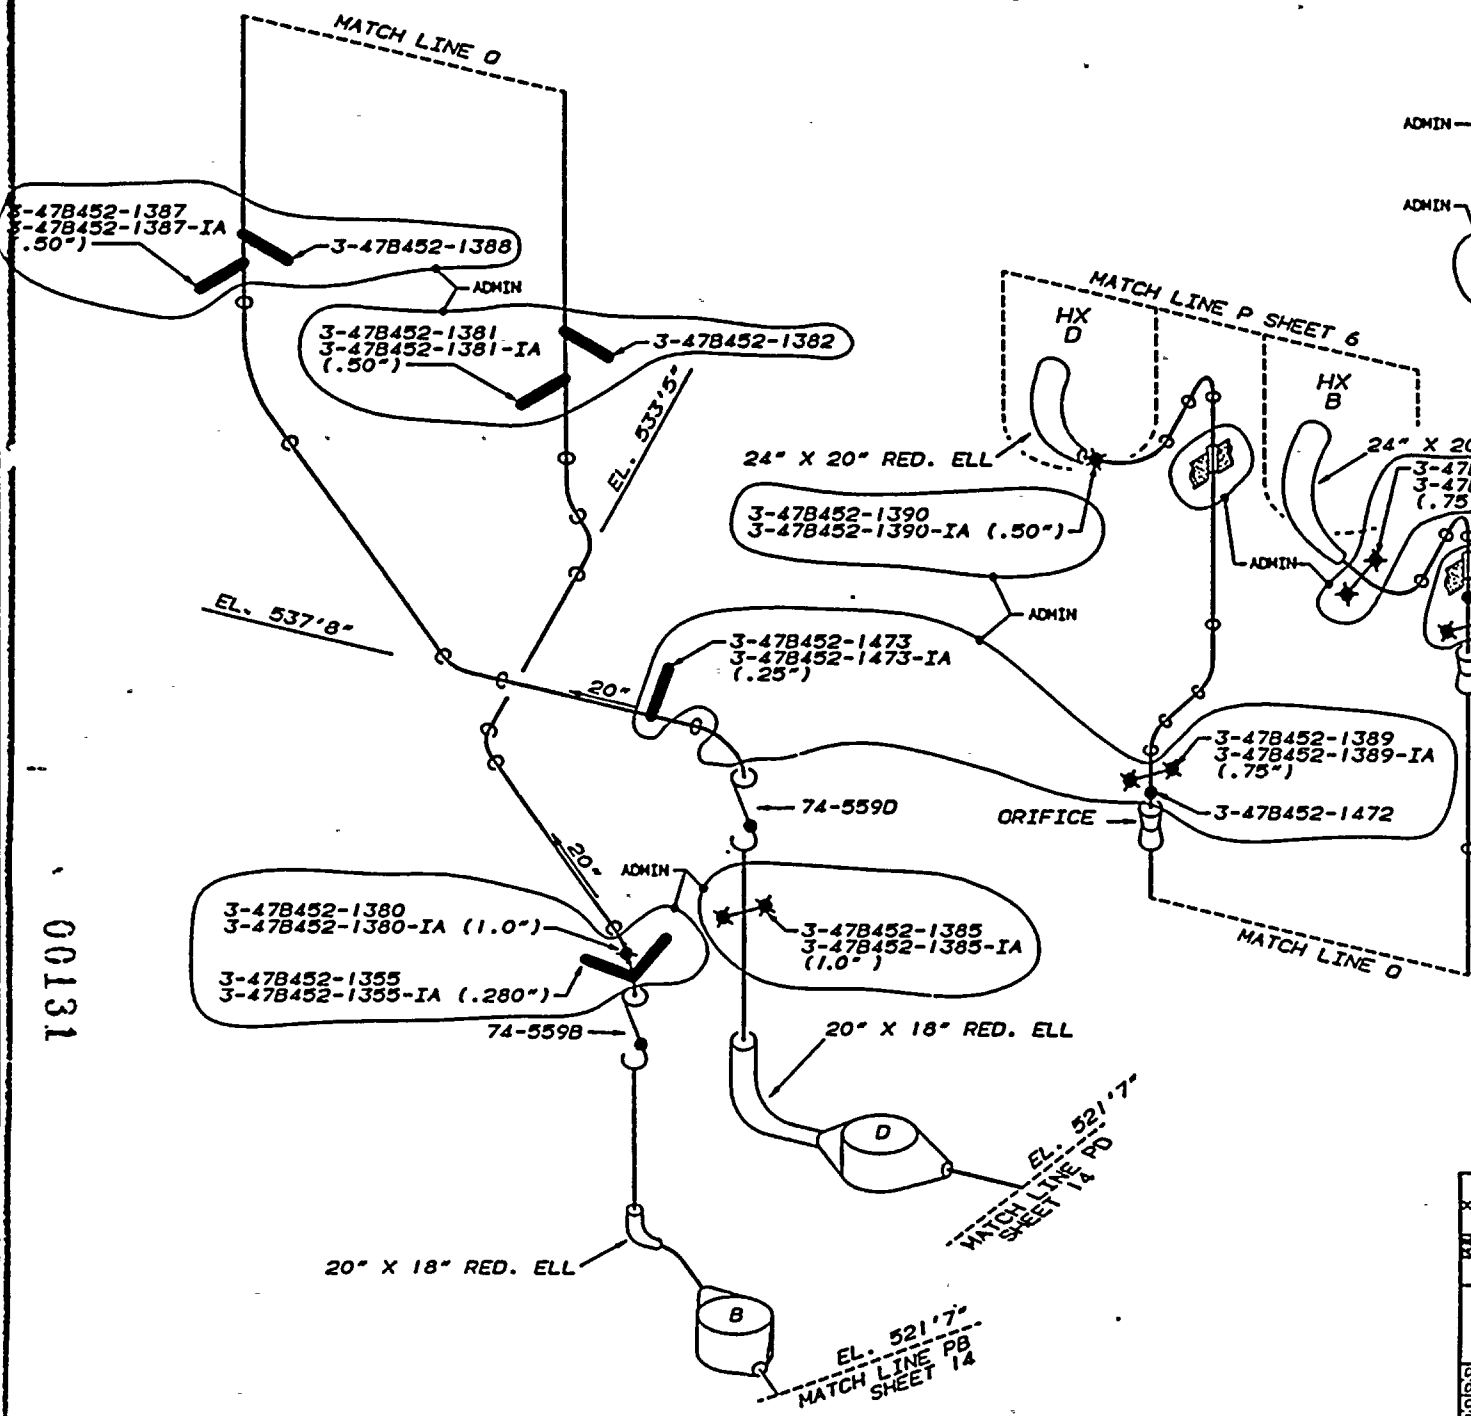 MATCH LINE Q
ADMIN
ADMIN
3-47B452-1387
3-47B452-1387-IA
.50")
3-47B452-1388
ADMIN
3-47B452-1381
3-47B452-1381-IA
(.50")
3-47B452-1382
EL. 533'5"
MATCH LINE P SHEET 6
HX
D
HX
B
24" X 20" RED. ELL
24" X 20
3-47
3-47
(.75
3-47B452-1390
3-47B452-1390-IA (.50")
ADMIN
ADMIN
EL. 537'8"
3-47B452-1473
3-47B452-1473-IA
(.25")
20"
3-47B452-1389
3-47B452-1389-IA
(.75")
74-559D
ORIFICE
3-47B452-1472
20"
ADMIN
3-47B452-1380
3-47B452-1380-IA (1.0")
3-47B452-1385
3-47B452-1385-IA
(1.0" )
MATCH LINE Q
3-47B452-1355
3-47B452-1355-IA (.280")
74-559B
20" X 18" RED. ELL
00131
D
EL. 521'7"
MATCH LINE PD
SHEET 14
20" X 18" RED. ELL
B
EL. 521'7"
MATCH LINE PB
SHEET 14